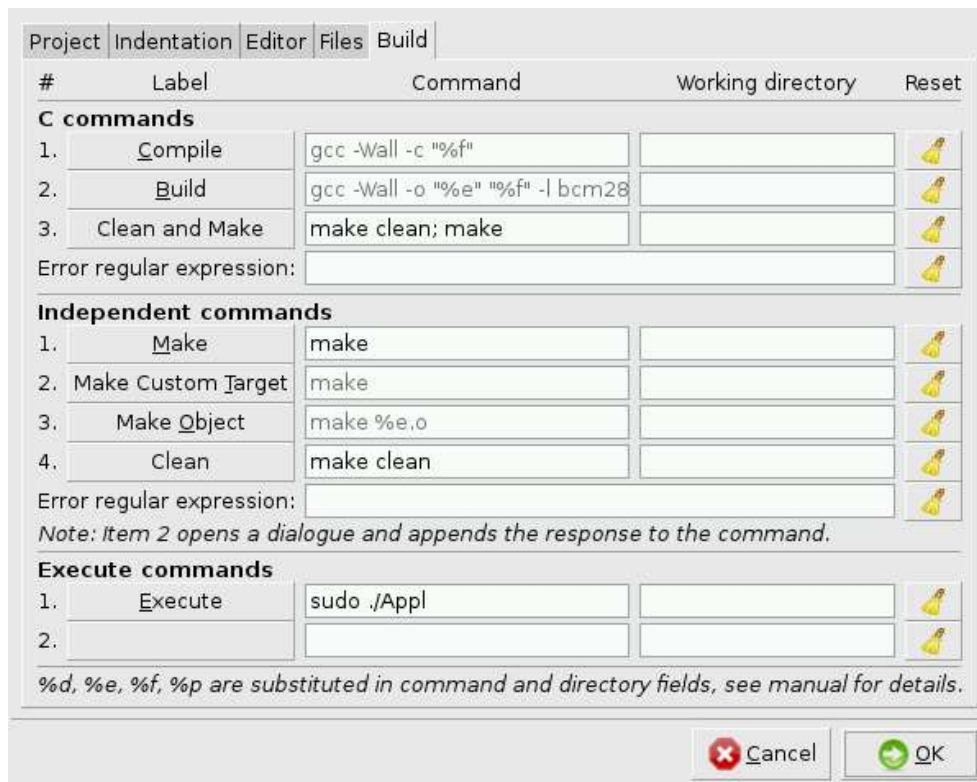 Project Indentation Editor Files Build
# Label Command Working directory Reset
C commands
1. Compile gcc -Wall -c "%f"
2. Build gcc -Wall -o "%e" "%f" -l bcm28
3. Clean and Make make clean; make
Error regular expression:
Independent commands
1. Make make
2. Make Custom Target make
3. Make Object make %e.o
4. Clean make clean
Error regular expression:
Note: Item 2 opens a dialogue and appends the response to the command.
Execute commands
1. Execute sudo ./Appl
2.
%d, %e, %f, %p are substituted in command and directory fields, see manual for details.
Cancel OK